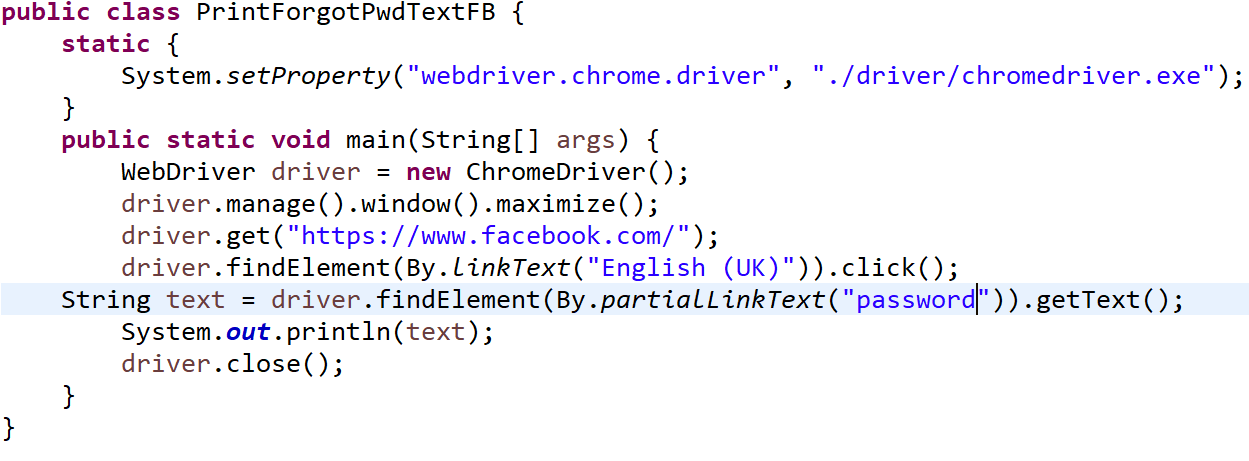 public class PrintForgotPwdTextFB {
    static {
        System.setProperty("webdriver.chrome.driver", "./driver/chromedriver.exe");
    }
    public static void main(String[] args) {
        WebDriver driver = new ChromeDriver();
        driver.manage().window().maximize();
        driver.get("https://www.facebook.com/");
        driver.findElement(By.linkText("English (UK)")).click();
    String text = driver.findElement(By.partialLinkText("password")).getText();
        System.out.println(text);
        driver.close();
    }
}